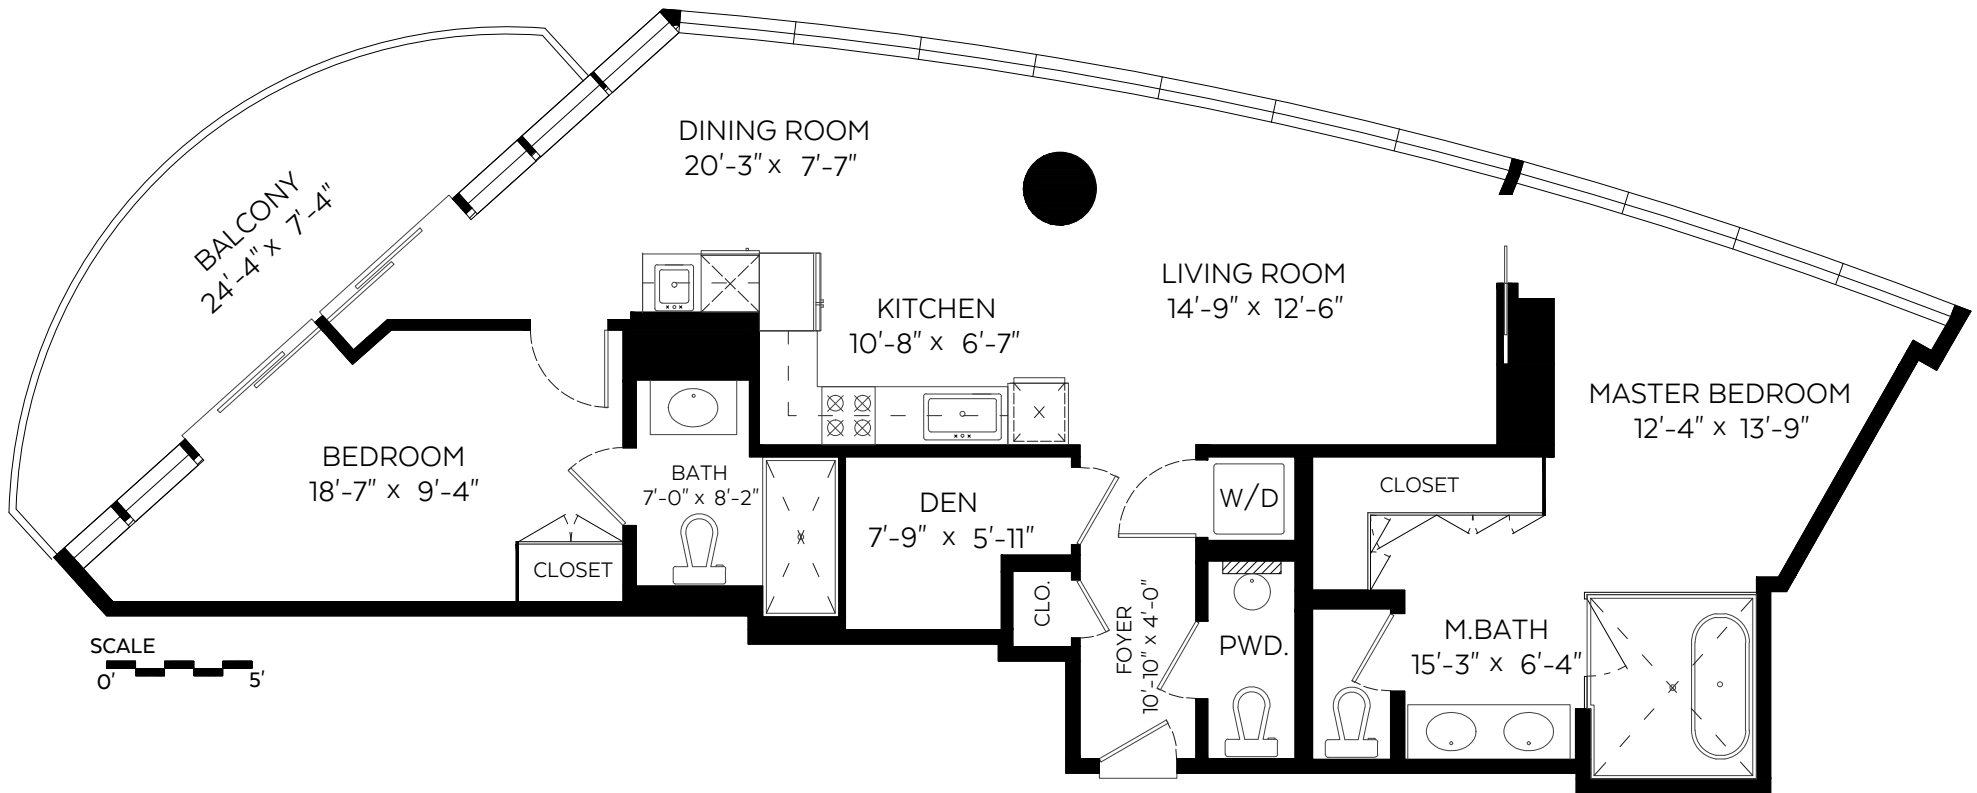 DINING ROOM
20'-3" x 7'-7"
BALCONY
24'-4" x 7'-4"
LIVING ROOM
14'-9" x 12'-6"
KITCHEN
10'-8" x 6'-7"
MASTER BEDROOM
12'-4" x 13'-9"
BEDROOM
18'-7" x 9'-4"
BATH
7'-0" x 8'-2"
DEN
7'-9" x 5'-11"
W/D
CLOSET
CLOSET
CLO.
FOYER
10'-10" x 4'-0"
PWD.
M.BATH
15'-3" x 6'-4"
SCALE
0' 5'